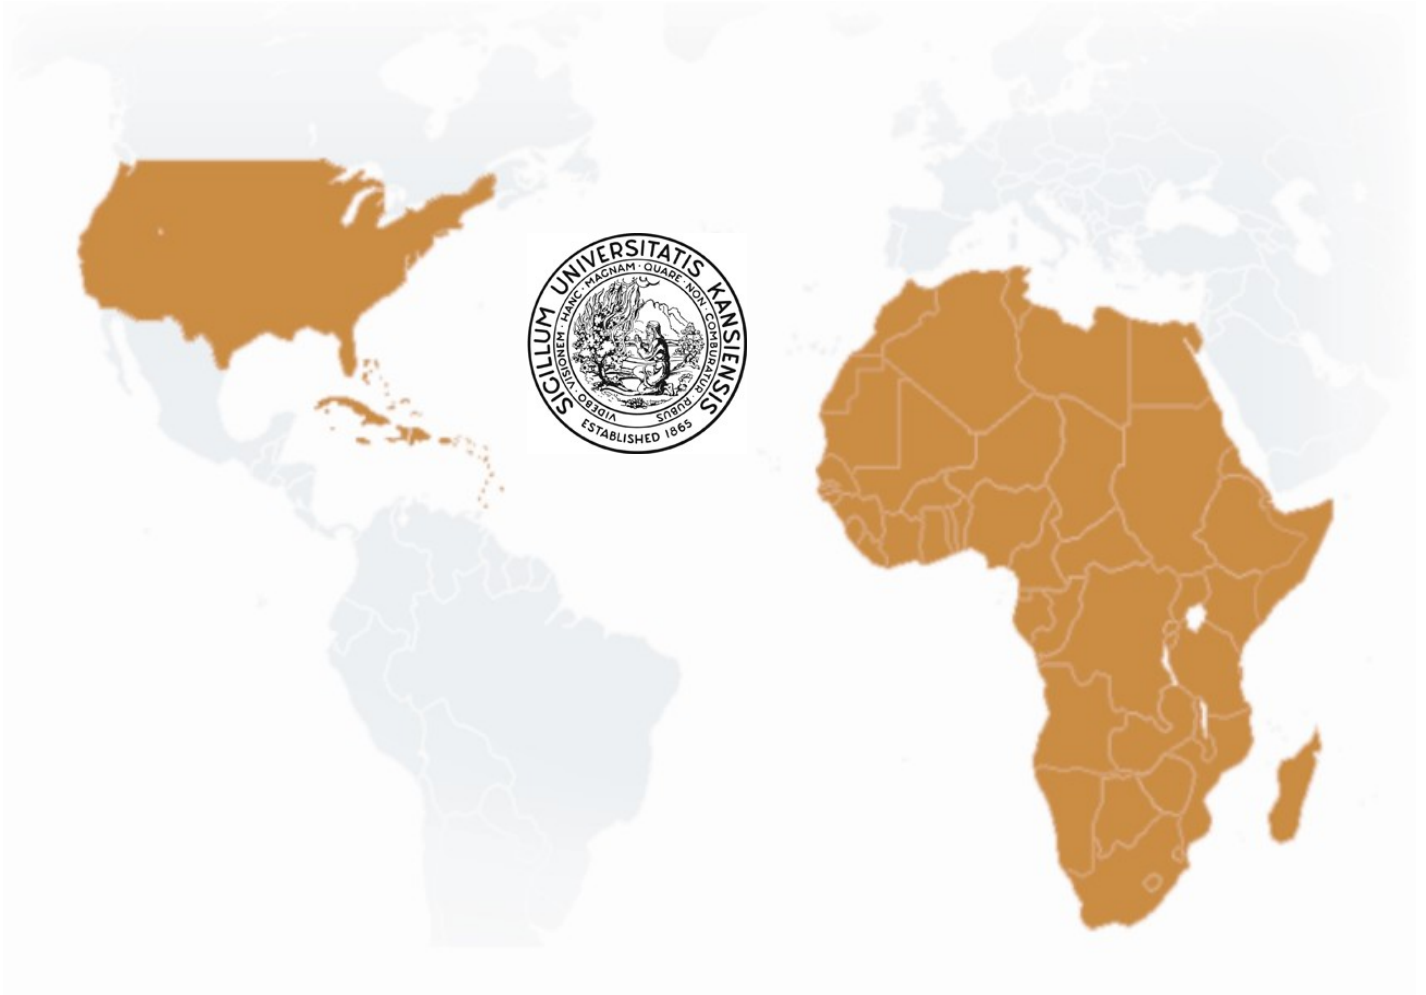 SIGILLUM UNIVERSITATIS KANSIENSIS
VIDEBO · VISIONEM · HANC · MAGNAM · QUARE · NON · COMBURATUR · RUBUS
ESTABLISHED 1865